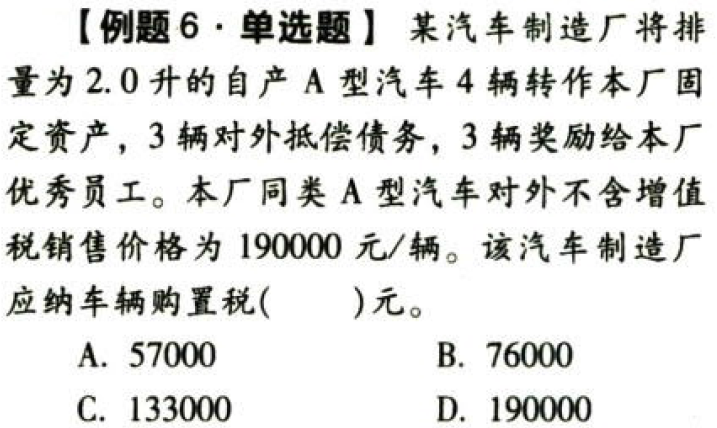 【例题6·单选题】 某汽车制造厂将排
量为2.0升的自产A型汽车4辆转作本厂固
定资产，3辆对外抵偿债务，3辆奖励给本厂
优秀员工。本厂同类A型汽车对外不含增值
税销售价格为190000元/辆。该汽车制造厂
应纳车辆购置税(　　)元。
A. 57000　　B. 76000
C. 133000　　D. 190000